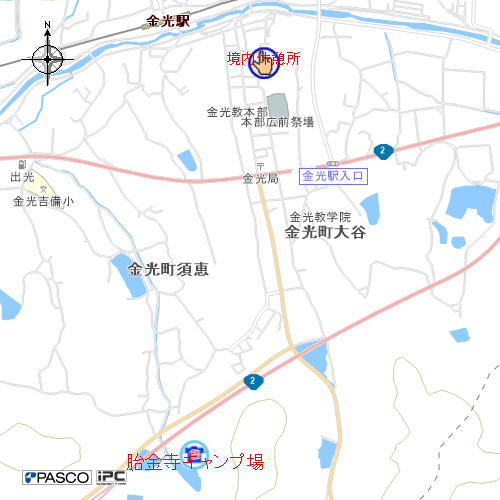 金光駅
境内休憩所
金光教本部
本部広前祭場
2
出光
金光局
金光駅入口
金光吉備小
金光教学院
金光町大谷
金光町須恵
2
胎金寺キャンプ場
PASCO iPC